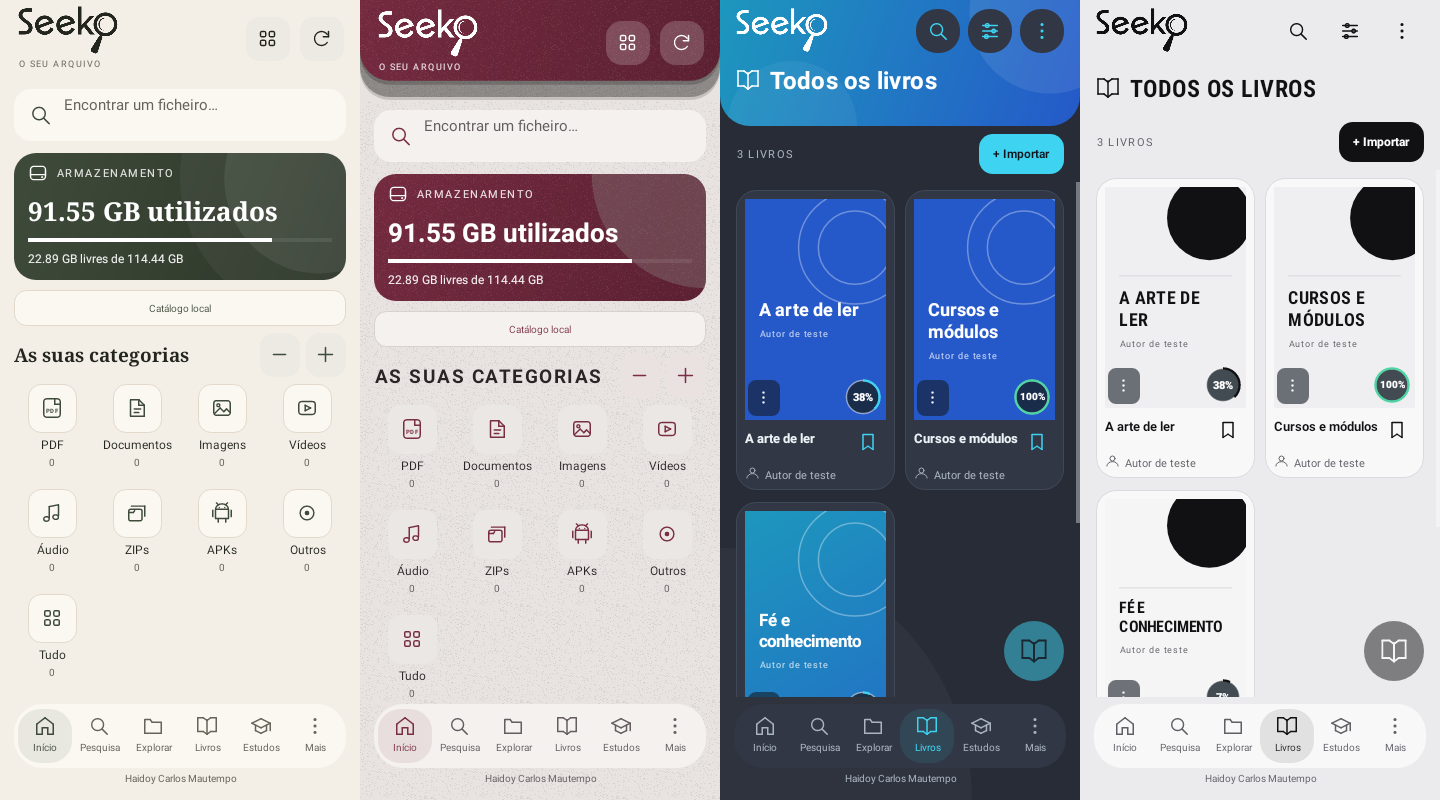 Seeko
O SEU ARQUIVO
Encontrar um ficheiro...
ARMAZENAMENTO
91.55 GB utilizados
22.89 GB livres de 114.44 GB
Catálogo local
As suas categorias
PDF
PDF Documentos Imagens Vídeos
0 0 0 0
Áudio ZIPs APKs Outros
0 0 0 0
Tudo
0
Início Pesquisa Explorar Livros Estudos Mais
Haidoy Carlos Mautempo
Seeko
O SEU ARQUIVO
Encontrar um ficheiro...
ARMAZENAMENTO
91.55 GB utilizados
22.89 GB livres de 114.44 GB
Catálogo local
AS SUAS CATEGORIAS
PDF
PDF Documentos Imagens Vídeos
0 0 0 0
Áudio ZIPs APKs Outros
0 0 0 0
Tudo
0
Início Pesquisa Explorar Livros Estudos Mais
Haidoy Carlos Mautempo
Seeko
Todos os livros
3 LIVROS
+ Importar
A arte de ler
Autor de teste
38%
A arte de ler
Autor de teste
Cursos e
módulos
Autor de teste
100%
Cursos e módulos
Autor de teste
Fé e
conhecimento
Autor de teste
Início Pesquisa Explorar Livros Estudos Mais
Haidoy Carlos Mautempo
Seeko
TODOS OS LIVROS
3 LIVROS
+ Importar
A ARTE DE
LER
Autor de teste
38%
A arte de ler
Autor de teste
CURSOS E
MÓDULOS
Autor de teste
100%
Cursos e módulos
Autor de teste
FÉ E
CONHECIMENTO
Autor de teste
7%
Início Pesquisa Explorar Livros Estudos Mais
Haidoy Carlos Mautempo